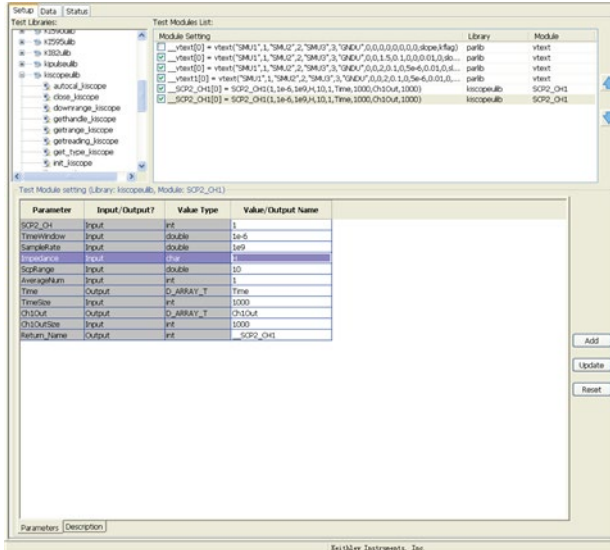 Setup Data Status
Test Libraries:
KI595ulib
KI82ulib
kipulseulib
kiscopeulib
autocal_kiscope
close_kiscope
downrange_kiscope
gethandle_kiscope
getrange_kiscope
getreading_kiscope
get_type_kiscope
init_kiscope
Test Modules List:
Module Setting Library Module
__vtext[0] = vtext("SMU1",1,"SMU2",2,"SMU3",3,"GNDU",0,0,0,0,0,0,0,0,slope,kflag) parlib vtext
__vtext[0] = vtext("SMU1",1,"SMU2",2,"SMU3",3,"GNDU",0,0,1.5,0.1,0,0,0.01,0,slo... parlib vtext
__vtext[0] = vtext("SMU1",1,"SMU2",2,"SMU3",3,"GNDU",0,0,2,0.1,0,5e-6,0.01,0,sl... parlib vtext
__vtext1[0] = vtext("SMU1",1,"SMU2",2,"SMU3",3,"GNDU",0,0,2,0.1,0,5e-6,0.01,0,... parlib vtext
__SCP2_CH1[0] = SCP2_CH1(1,1e-6,1e9,H,10,1,Time,1000,Ch1Out,1000) kiscopeulib SCP2_CH1
__SCP2_CH1[0] = SCP2_CH1(1,1e-6,1e9,H,10,1,Time,1000,Ch1Out,1000) kiscopeulib SCP2_CH1
Test Module setting (Library: kiscopeulib, Module: SCP2_CH1)
Parameter Input/Output? Value Type Value/Output Name
SCP2_CH Input int 1
TimeWindow Input double 1e-6
SampleRate Input double 1e9
Impedance Input char
ScpRange Input double 10
AverageNum Input int 1
Time Output D_ARRAY_T Time
TimeSize Input int 1000
Ch1Out Output D_ARRAY_T Ch1Out
Ch1OutSize Input int 1000
Return_Name Output int __SCP2_CH1
Add
Update
Reset
Parameters Description
Keithley Instruments, Inc